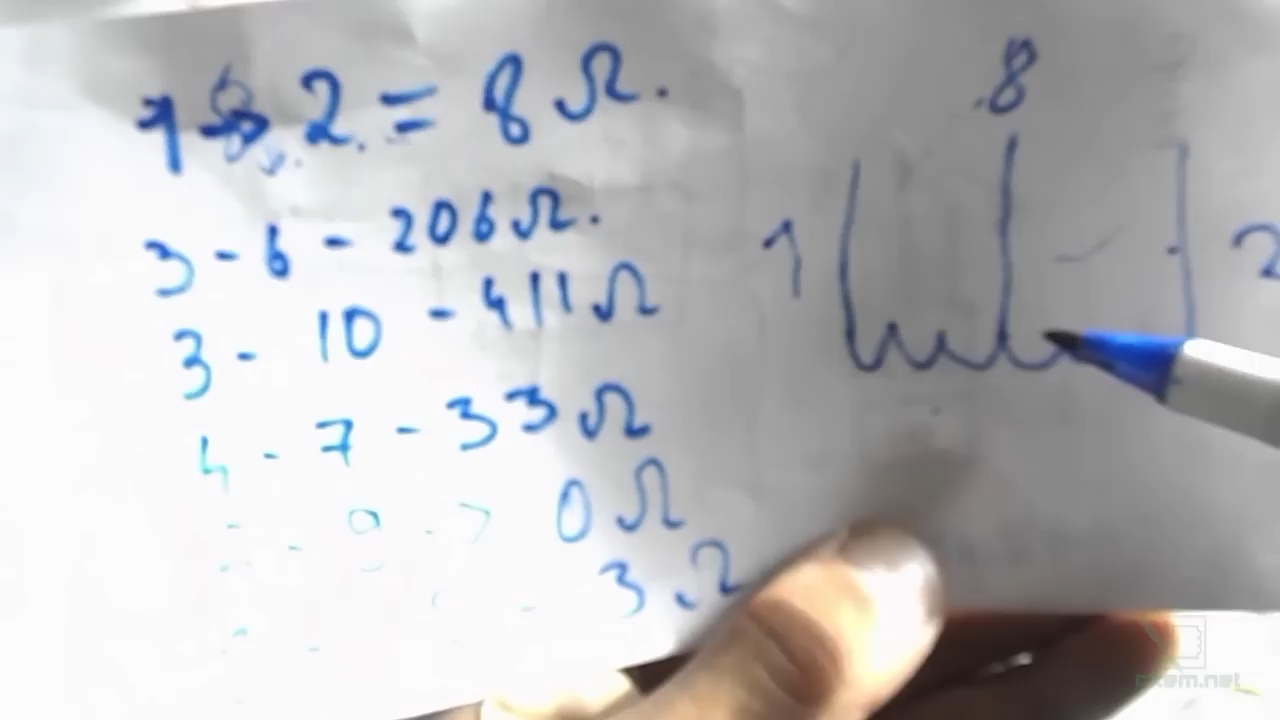 1 → 2. = 8 Ω.
3 - 6 - 206 Ω.
3 - 10 - 411 Ω
4 - 7 - 33 Ω
0 Ω
3 Ω
8
1
2